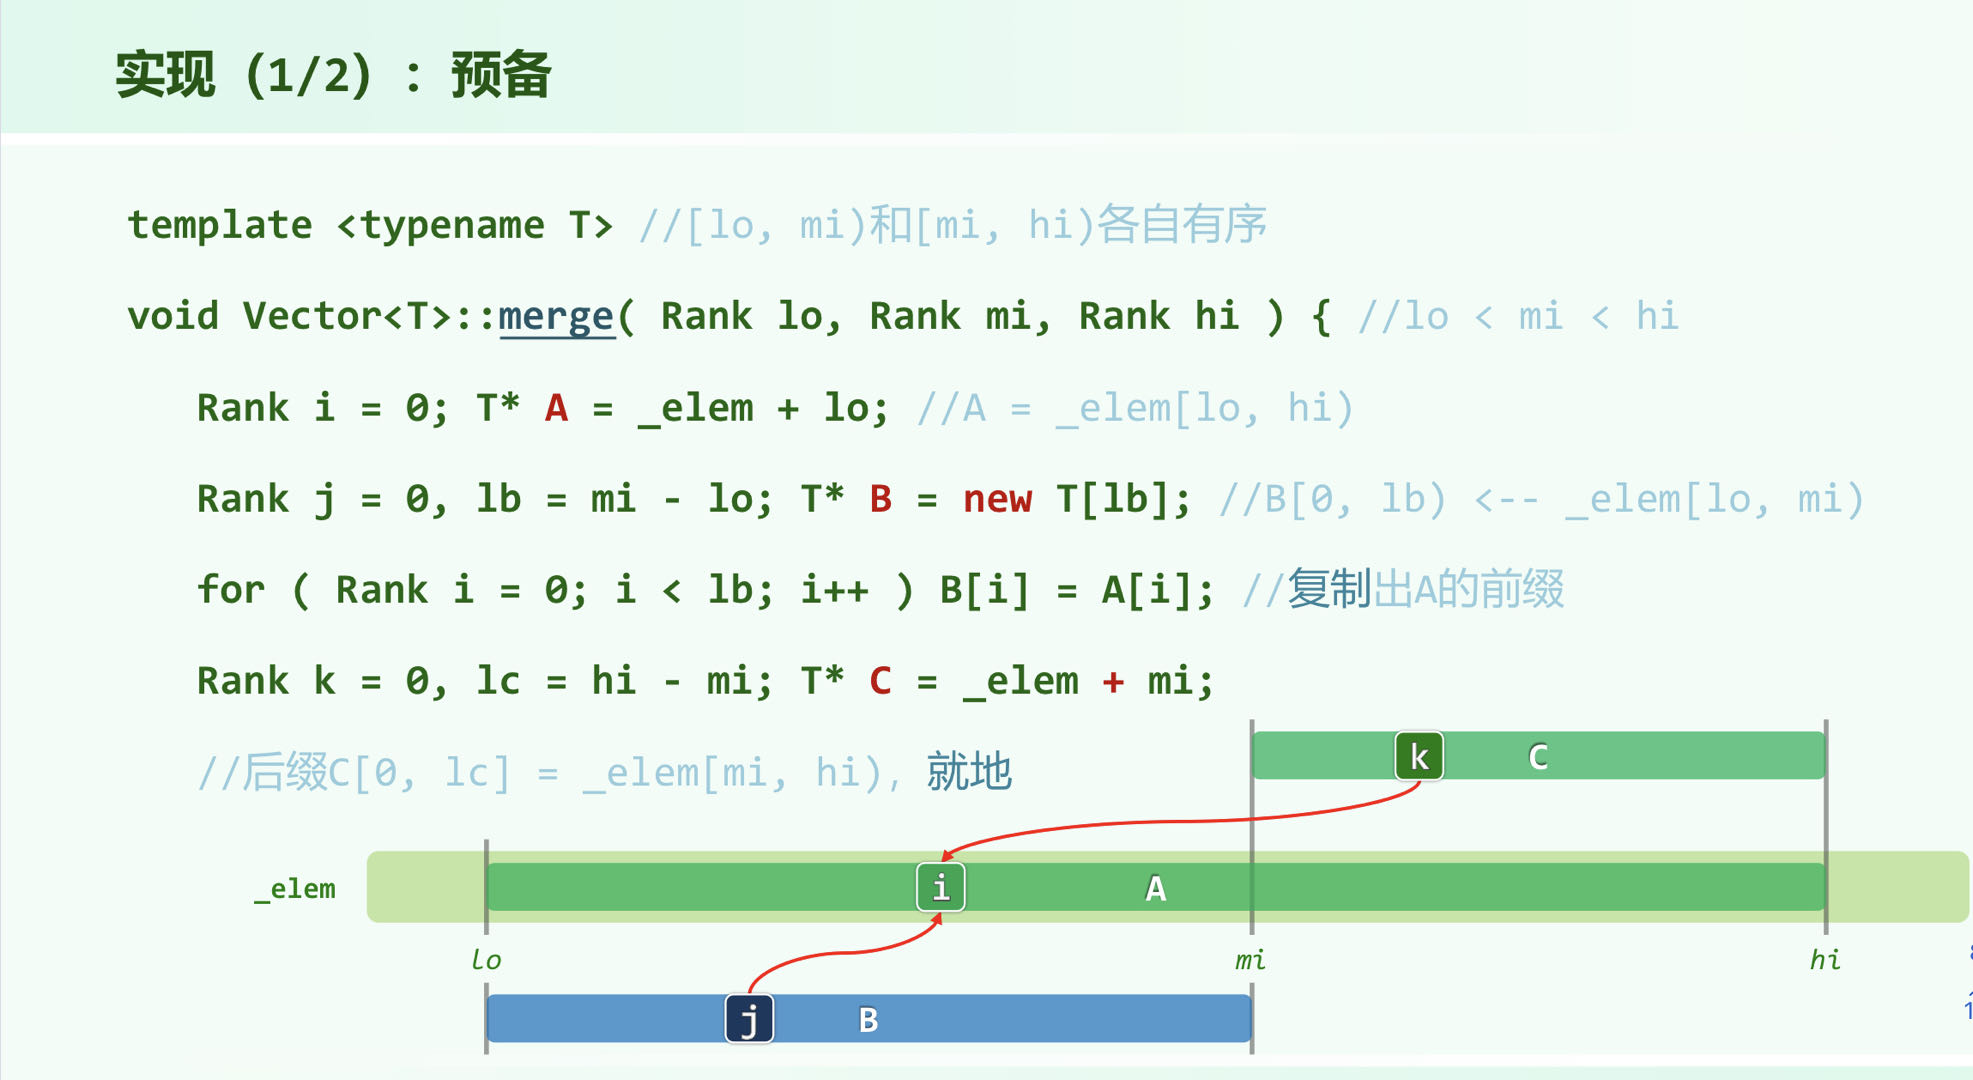 实现（1/2）：预备
template <typename T> //[lo, mi)和[mi, hi)各自有序
void Vector<T>::merge( Rank lo, Rank mi, Rank hi ) { //lo < mi < hi
Rank i = 0; T* A = _elem + lo; //A = _elem[lo, hi)
Rank j = 0, lb = mi - lo; T* B = new T[lb]; //B[0, lb) <-- _elem[lo, mi)
for ( Rank i = 0; i < lb; i++ ) B[i] = A[i]; //复制出A的前缀
Rank k = 0, lc = hi - mi; T* C = _elem + mi;
//后缀C[0, lc] = _elem[mi, hi)，就地
k C
_elem i A
lo mi hi
j B